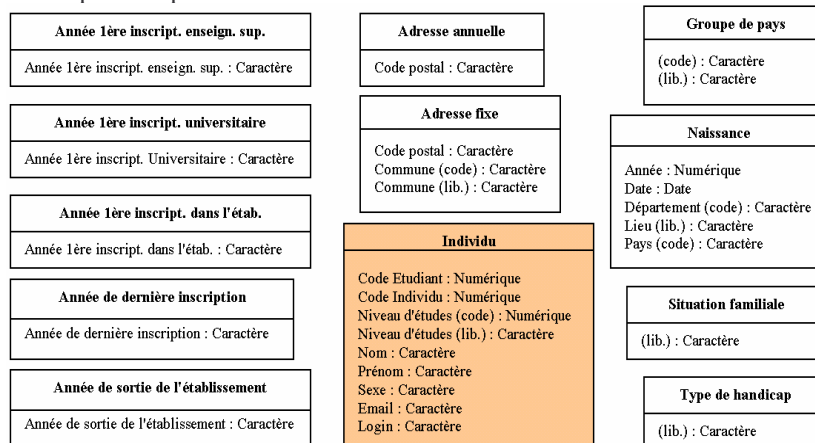 Année 1ère inscript. enseign. sup.
Année 1ère inscript. enseign. sup. : Caractère
Année 1ère inscript. universitaire
Année 1ère inscript. Universitaire : Caractère
Année 1ère inscript. dans l'étab.
Année 1ère inscript. dans l'étab. : Caractère
Année de dernière inscription
Année de dernière inscription : Caractère
Année de sortie de l'établissement
Année de sortie de l'établissement : Caractère
Adresse annuelle
Code postal : Caractère
Adresse fixe
Code postal : Caractère
Commune (code) : Caractère
Commune (lib.) : Caractère
Individu
Code Etudiant : Numérique
Code Individu : Numérique
Niveau d'études (code) : Numérique
Niveau d'études (lib.) : Caractère
Nom : Caractère
Prénom : Caractère
Sexe : Caractère
Email : Caractère
Login : Caractère
Groupe de pays
(code) : Caractère
(lib.) : Caractère
Naissance
Année : Numérique
Date : Date
Département (code) : Caractère
Lieu (lib.) : Caractère
Pays (code) : Caractère
Situation familiale
(lib.) : Caractère
Type de handicap
(lib.) : Caractère